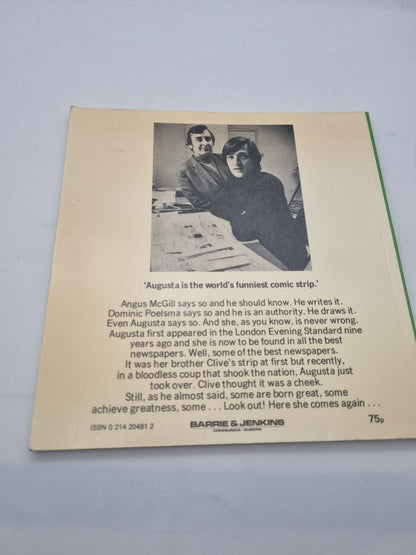 'Augusta is the world's funniest comic strip.'
Angus McGill says so and he should know. He writes it.
Dominic Poelsma says so and he is an authority. He draws it.
Even Augusta says so. And she, as you know, is never wrong.
Augusta first appeared in the London Evening Standard nine
years ago and she is now to be found in all the best
newspapers. Well, some of the best newspapers.
It was her brother Clive's strip at first but recently,
in a bloodless coup that shook the nation, Augusta just
took over. Clive thought it was a cheek.
Still, as he almost said, some are born great, some
achieve greatness, some . . . Look out! Here she comes again . . .
ISBN 0 214 20481 2
BARRIE & JENKINS
COMMUNICA - EUROPA
75p